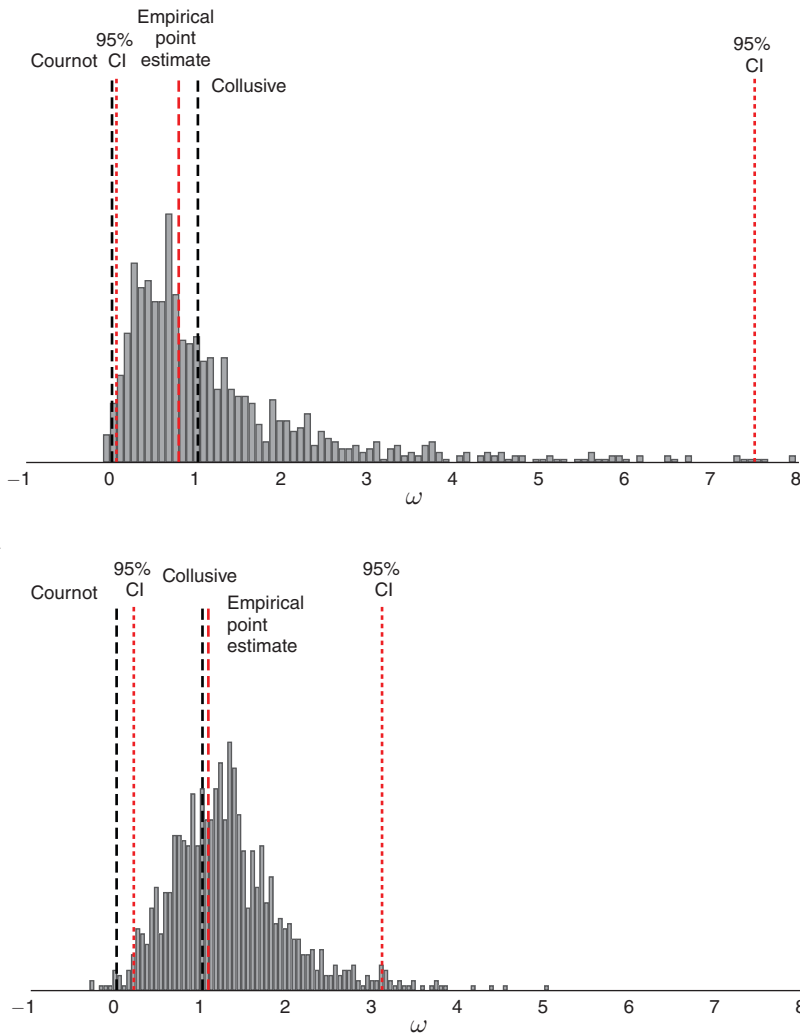 Empirical
point
estimate
95%
CI
Cournot
Collusive
95%
CI
−1 0 1 2 3 4 5 6 7 8
ω
95%
CI
Cournot
Collusive
Empirical
point
estimate
95%
CI
−1 0 1 2 3 4 5 6 7 8
ω